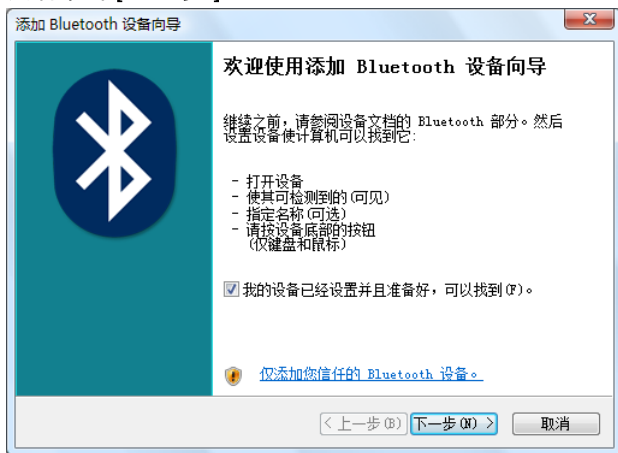 添加 Bluetooth 设备向导
欢迎使用添加 Bluetooth 设备向导
继续之前，请参阅设备文档的 Bluetooth 部分。然后
设置设备使计算机可以找到它:
- 打开设备
- 使其可检测到的(可见)
- 指定名称(可选)
- 请按设备底部的按钮
(仅键盘和鼠标)
我的设备已经设置并且准备好，可以找到(F)。
仅添加您信任的 Bluetooth 设备。
< 上一步(B)
下一步(N) >
取消